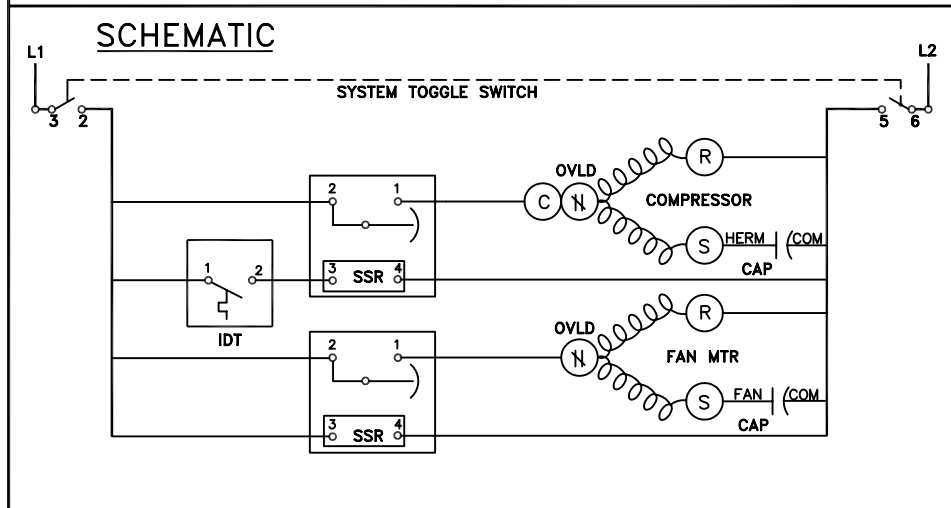 SCHEMATIC
L1
L2
SYSTEM TOGGLE SWITCH
3 2
5 6
OVLD
R
2 1
C
COMPRESSOR
S HERM COM
CAP
1 2
3 SSR 4
IDT
OVLD
R
2 1
FAN MTR
S FAN COM
CAP
3 SSR 4